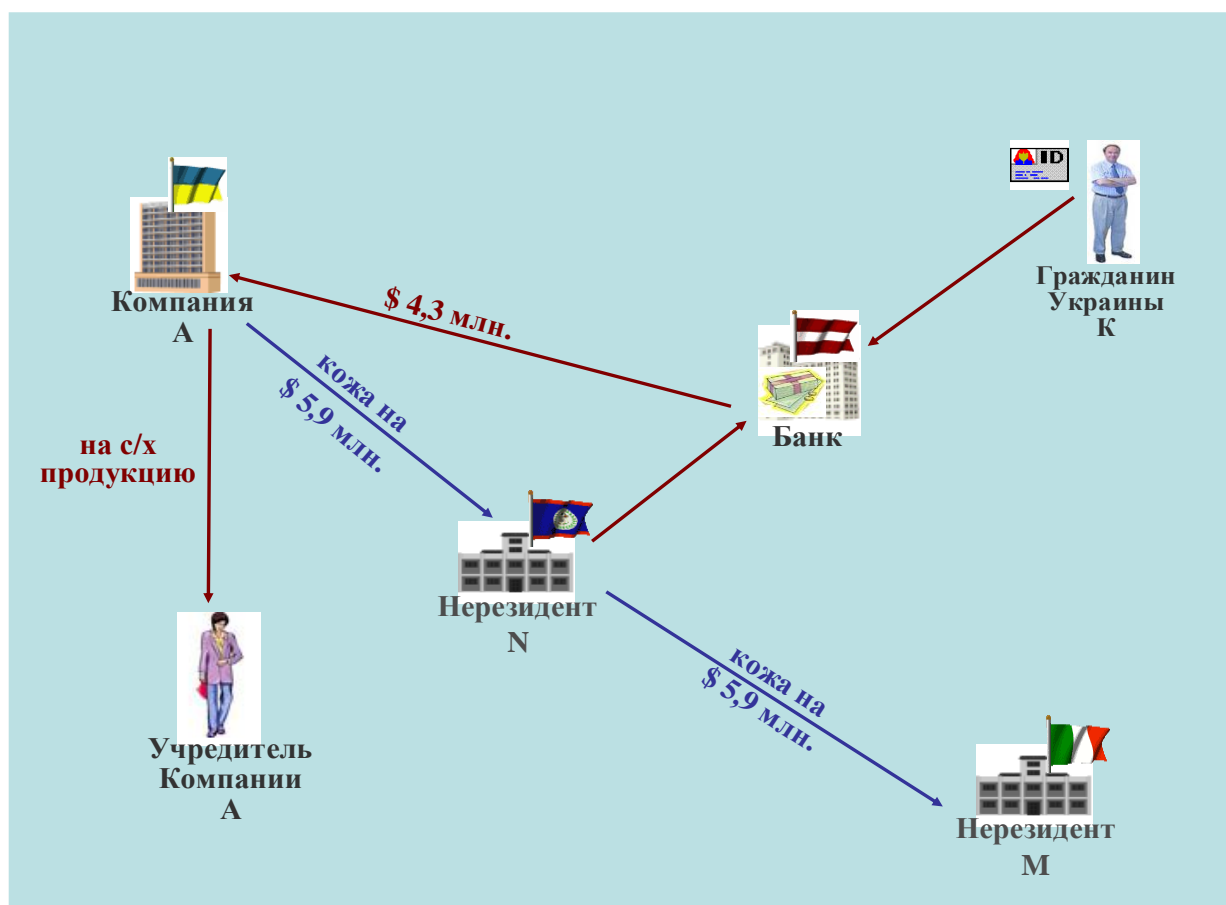 ID
Компания
А
Гражданин
Украины
К
$ 4,3 млн.
кожа на
$ 5,9 млн.
Банк
на с/х
продукцию
Нерезидент
N
кожа на
$ 5,9 млн.
Учредитель
Компании
А
Нерезидент
М